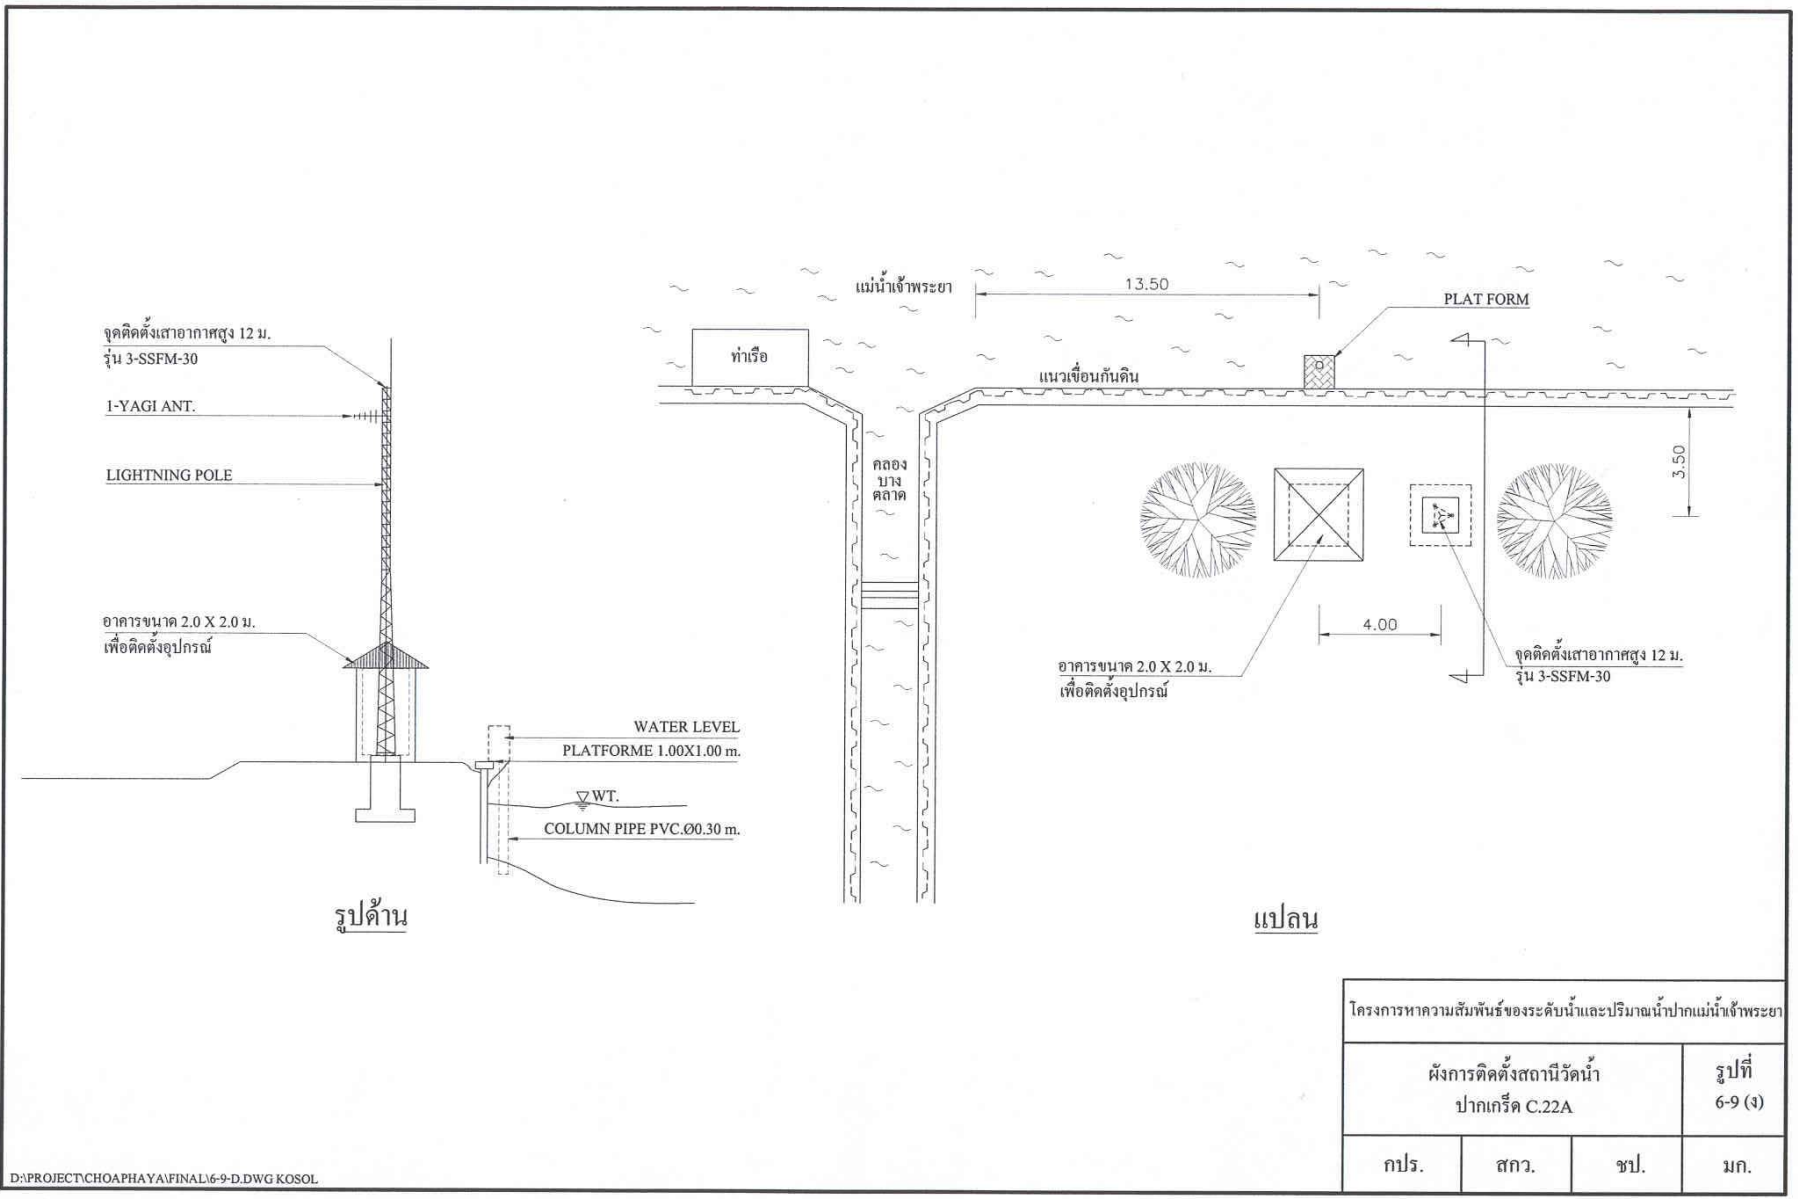 จุดติดตั้งเสาอากาศสูง 12 ม.
รุ่น 3-SSFM-30
1-YAGI ANT.
LIGHTNING POLE
อาคารขนาด 2.0 X 2.0 ม.
เพื่อติดตั้งอุปกรณ์
WATER LEVEL
PLATFORME 1.00X1.00 m.
WT.
COLUMN PIPE PVC.Ø0.30 m.
รูปด้าน
แม่น้ำเจ้าพระยา
13.50
PLAT FORM
ท่าเรือ
แนวเขื่อนกันดิน
คลอง
บาง
ตลาด
3.50
4.00
อาคารขนาด 2.0 X 2.0 ม.
เพื่อติดตั้งอุปกรณ์
จุดติดตั้งเสาอากาศสูง 12 ม.
รุ่น 3-SSFM-30
แปลน
โครงการหาความสัมพันธ์ของระดับน้ำและปริมาณน้ำปากแม่น้ำเจ้าพระยา
ผังการติดตั้งสถานีวัดน้ำ
ปากเกร็ด C.22A
รูปที่
6-9 (ง)
กปร.
สกว.
ชป.
มก.
D:\PROJECT\CHOAPHAYA\FINAL\6-9-D.DWG KOSOL